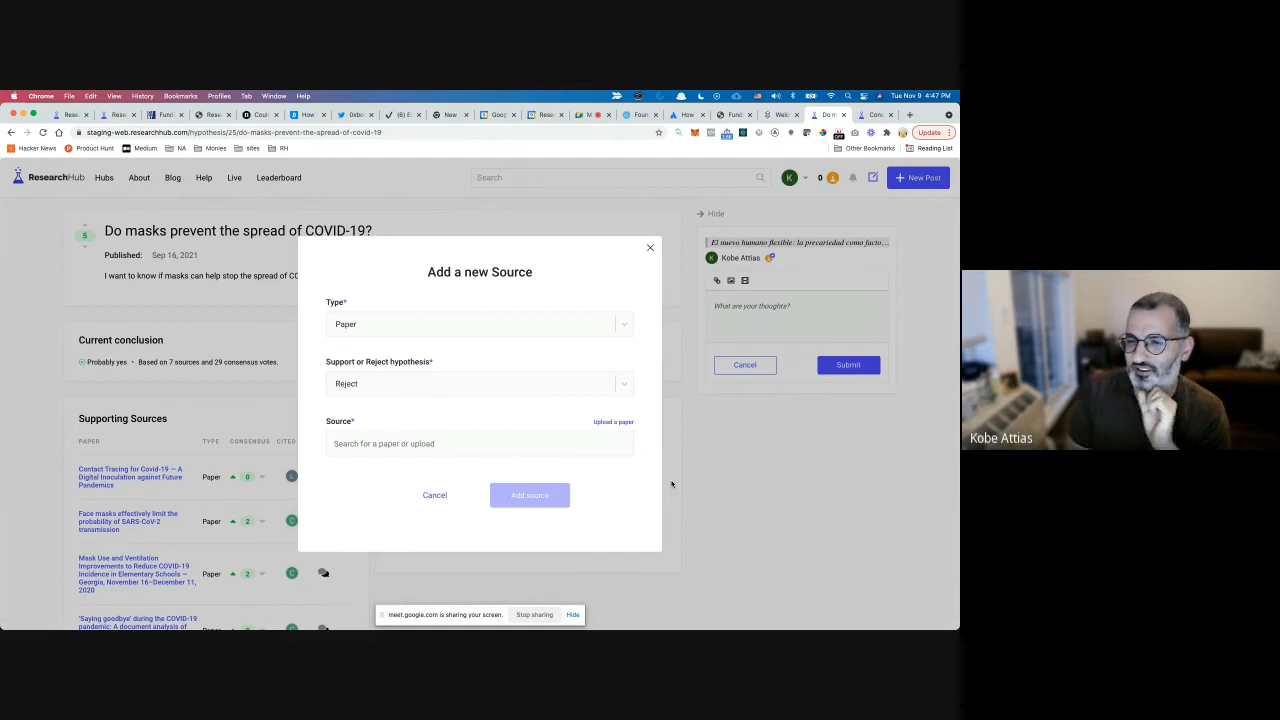 Chrome File Edit View History Bookmarks Profiles Tab Window Help
Tue Nov 9 4:47 PM
staging-web.researchhub.com/hypothesis/25/do-masks-prevent-the-spread-of-covid-19
Update
Hacker News Product Hunt Medium NA Monies sites RH
Other Bookmarks Reading List
ResearchHub Hubs About Blog Help Live Leaderboard
Search
K 0 + New Post
Hide
5
Do masks prevent the spread of COVID-19?
Published: Sep 16, 2021
I want to know if masks can help stop the spread of CO
Current conclusion
Probably yes • Based on 7 sources and 29 consensus votes.
Supporting Sources
PAPER TYPE CONSENSUS CITED
Contact Tracing for Covid-19 — A
Digital Inoculation against Future
Pandemics
Paper 0 L
Face masks effectively limit the
probability of SARS-CoV-2
transmission
Paper 2 C
Mask Use and Ventilation
Improvements to Reduce COVID-19
Incidence in Elementary Schools —
Georgia, November 16–December 11,
2020
Paper 2 C
'Saying goodbye' during the COVID-19
pandemic: A document analysis of
Paper
Add a new Source
Type*
Paper
Support or Reject hypothesis*
Reject
Source*
Upload a paper
Search for a paper or upload
Cancel
Add source
El nuevo humano flexible: la precariedad como facto...
K Kobe Attias
What are your thoughts?
Cancel
Submit
meet.google.com is sharing your screen.
Stop sharing
Hide
Kobe Attias